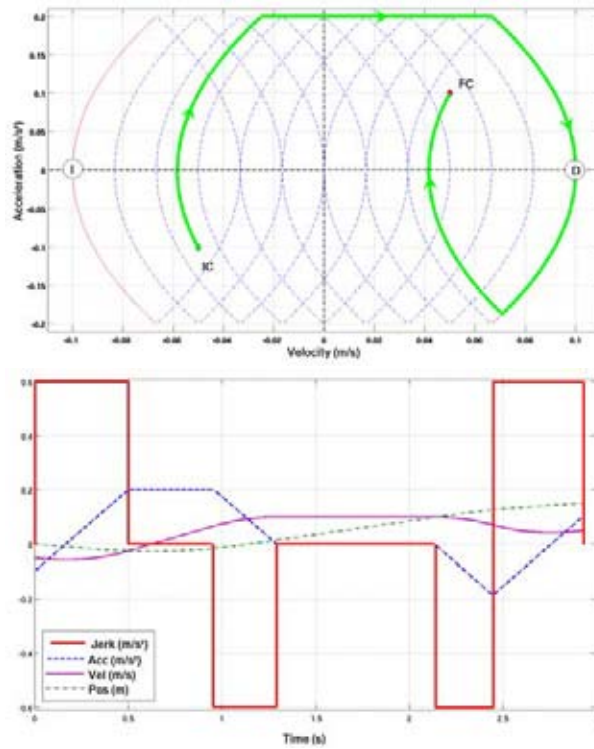 0.2
0.15
0.1
0.05
0
-0.05
-0.1
-0.15
-0.2
Acceleration (m/s²)
I
D
IC
FC
-0.1 -0.08 -0.06 -0.04 -0.02 0 0.02 0.04 0.06 0.08 0.1
Velocity (m/s)
0.6
0.4
0.2
0
-0.2
-0.4
-0.6
Jerk (m/s³)
Acc (m/s²)
Vel (m/s)
Pos (m)
0 0.5 1 1.5 2 2.5
Time (s)